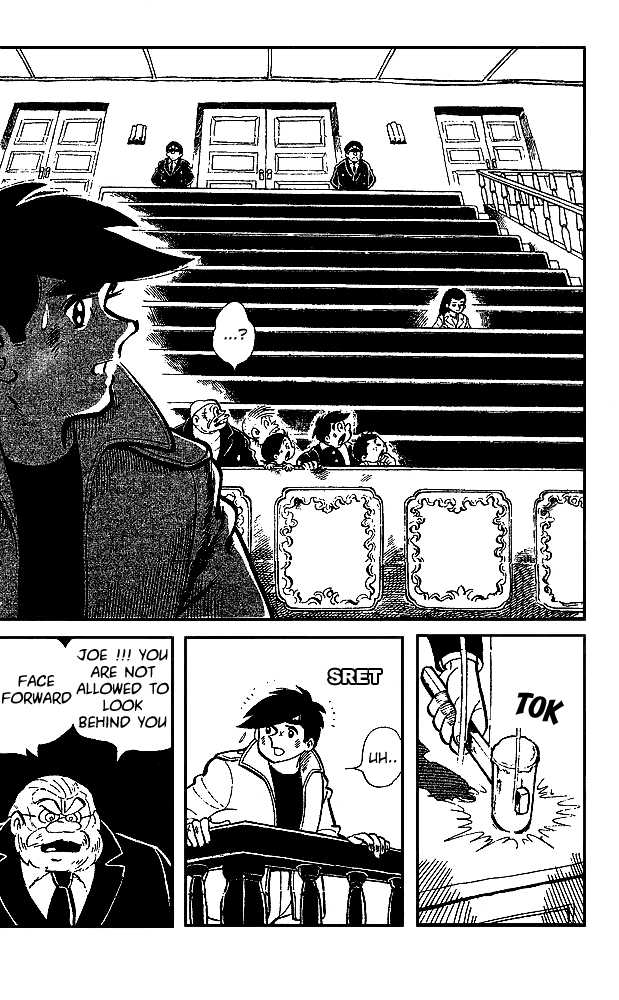 ...?
TOK
SRET
UH..
JOE !!! YOU
ARE NOT
ALLOWED TO
LOOK
BEHIND YOU
FACE
FORWARD